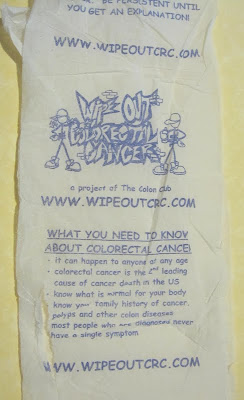 BE PERSISTENT UNTIL
YOU GET AN EXPLANATION!
WWW.WIPEOUTCRC.COM
WIPE OUT
COLORECTAL
CANCER
a project of The Colon Club
WWW.WIPEOUTCRC.COM
WHAT YOU NEED TO KNOW
ABOUT COLORECTAL CANCER
- it can happen to anyone at any age
- colorectal cancer is the 2nd leading
cause of cancer death in the US
- know what is normal for your body
- know your family history of cancer,
polyps and other colon diseases
most people who are diagnosed never
have a single symptom
WWW.WIPEOUTCRC.COM